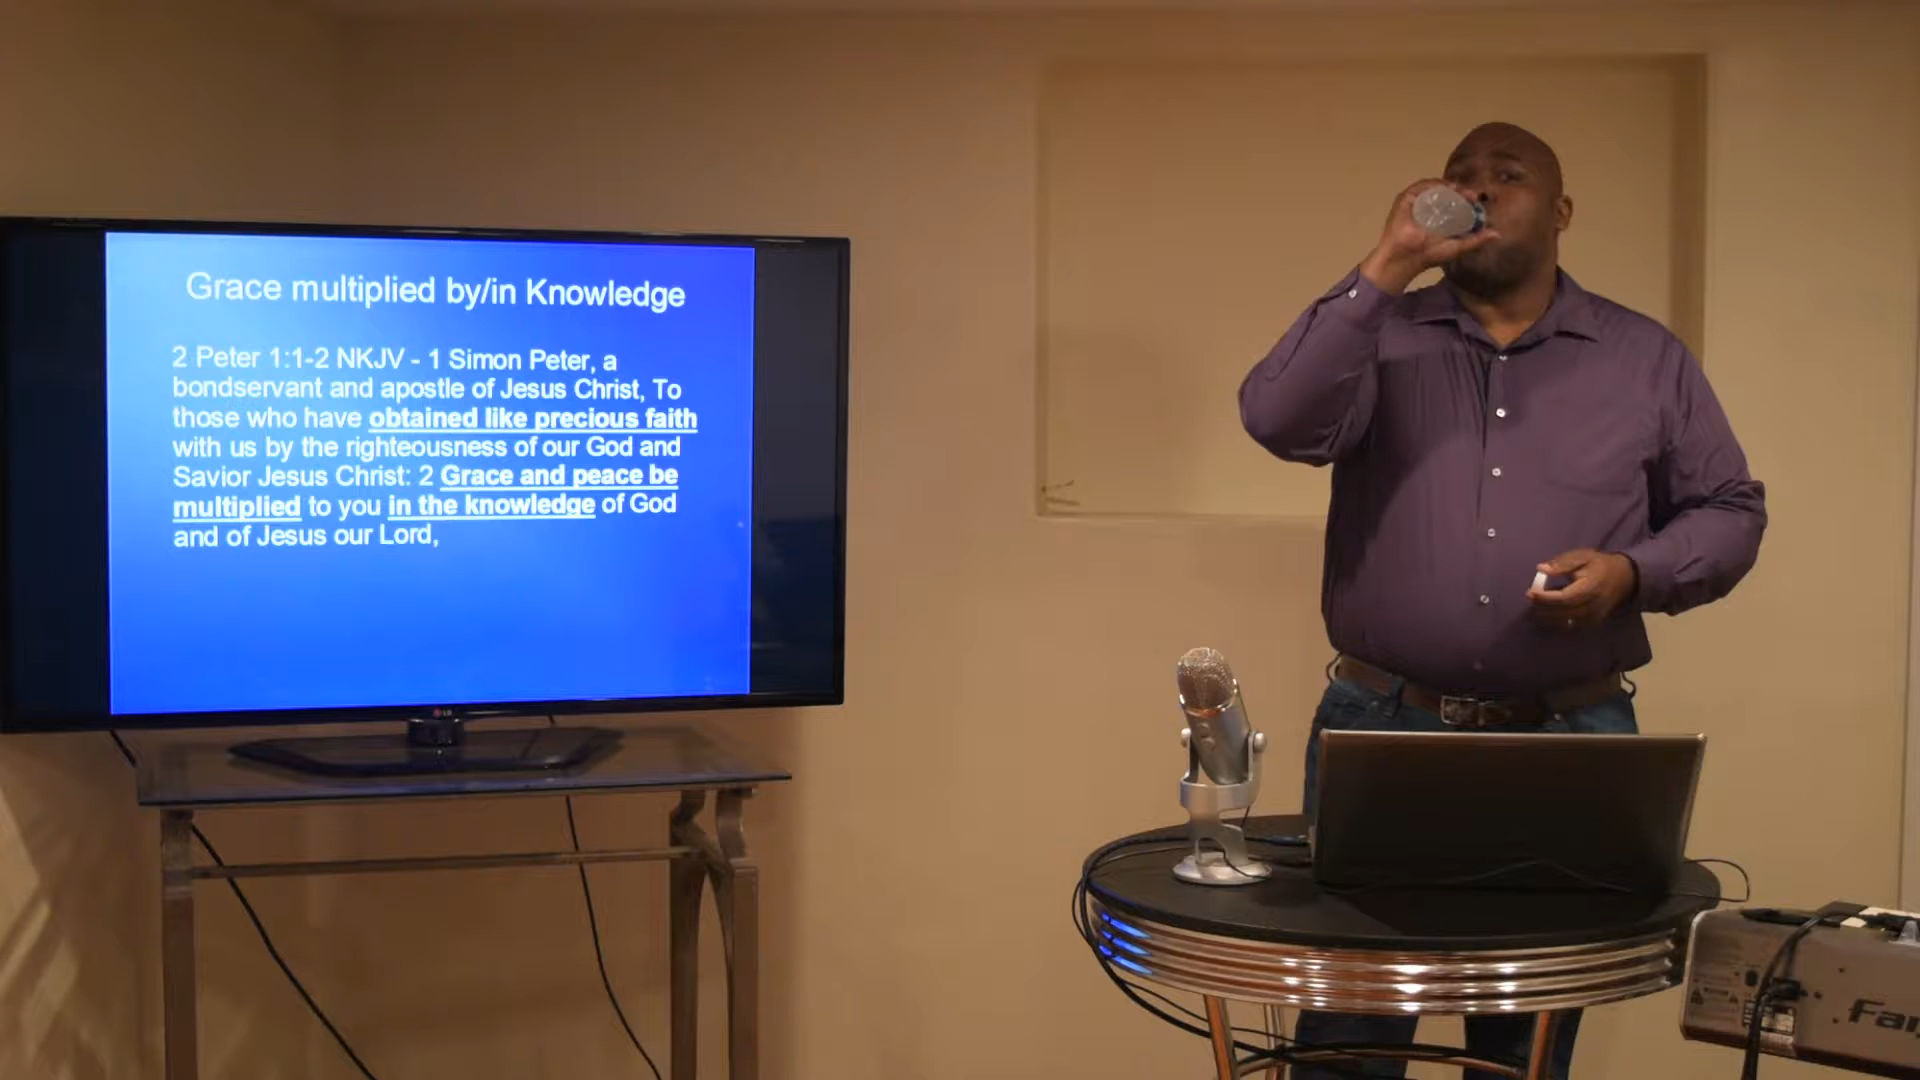 Grace multiplied by/in Knowledge
2 Peter 1:1-2 NKJV - 1 Simon Peter, a
bondservant and apostle of Jesus Christ, To
those who have obtained like precious faith
with us by the righteousness of our God and
Savior Jesus Christ: 2 Grace and peace be
multiplied to you in the knowledge of God
and of Jesus our Lord,
LG